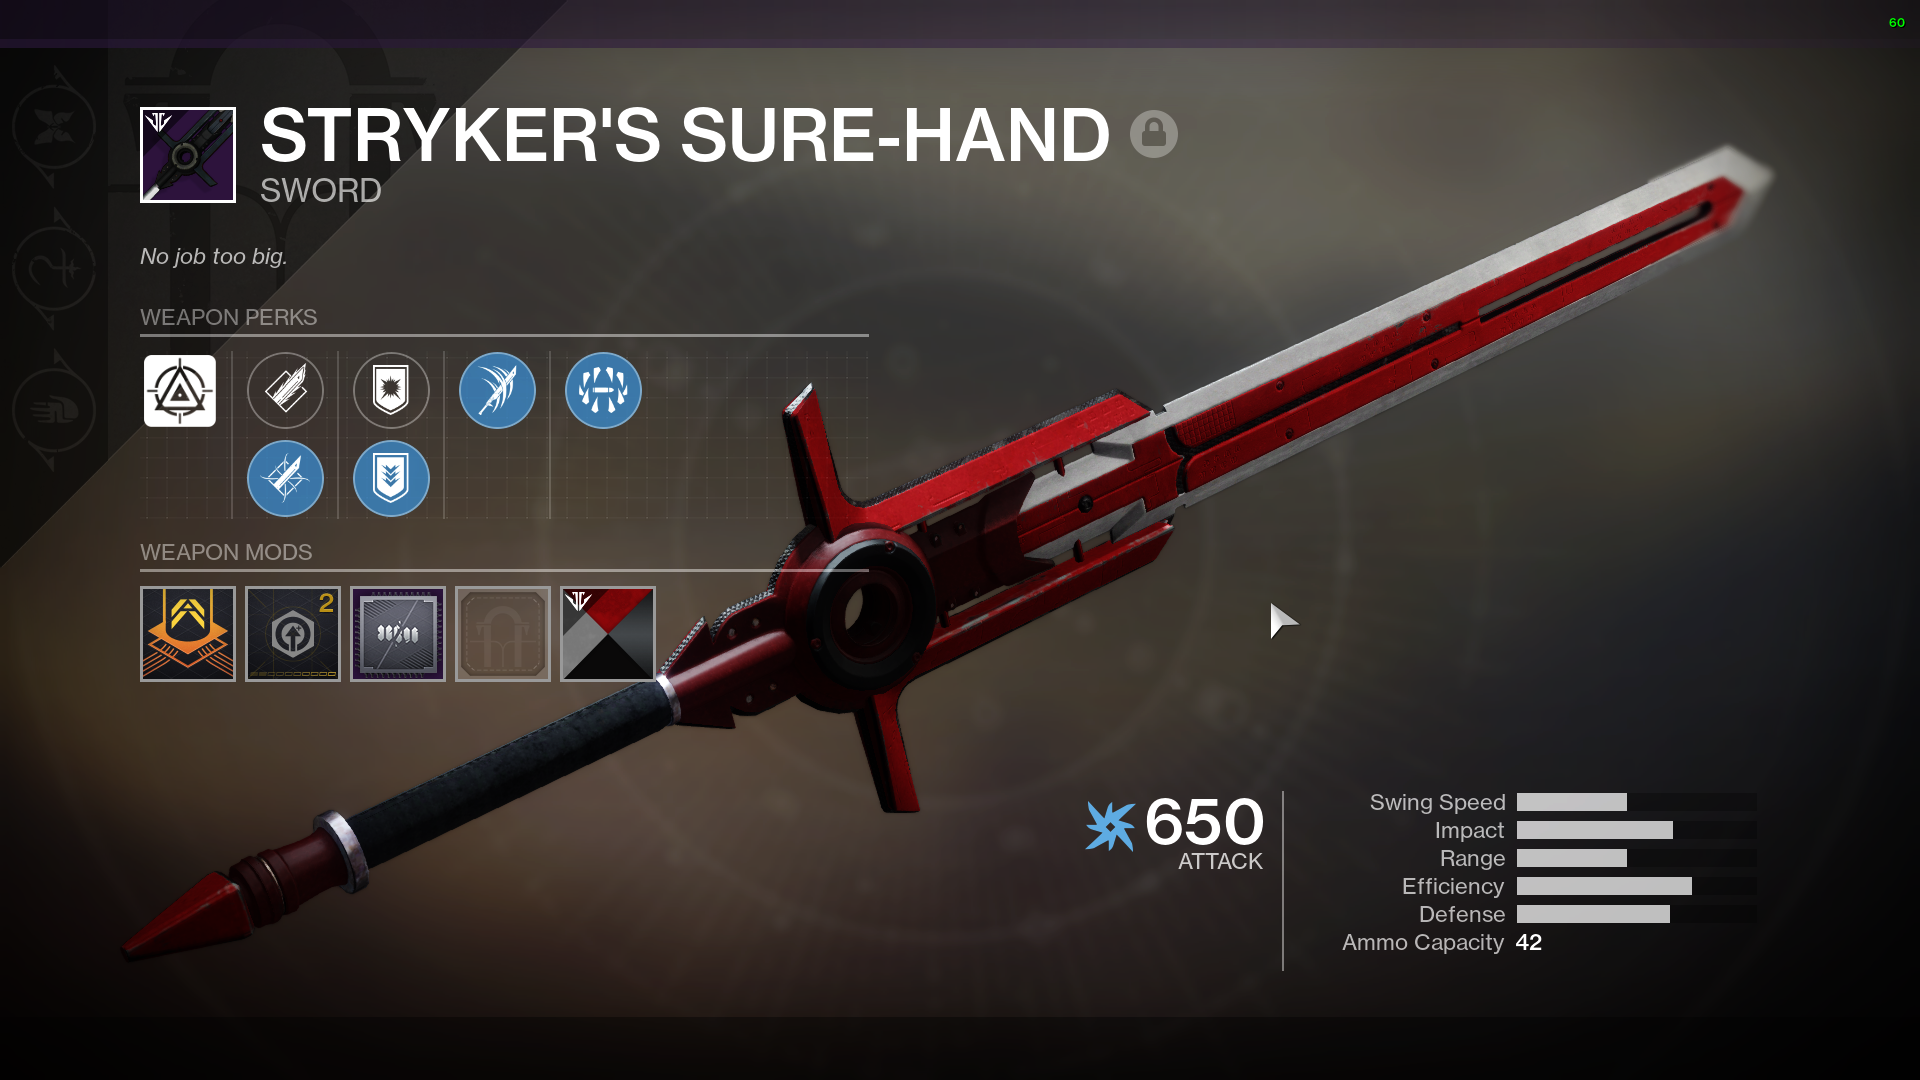 60
STRYKER'S SURE-HAND
SWORD
No job too big.
WEAPON PERKS
WEAPON MODS
2
650
ATTACK
Swing Speed
Impact
Range
Efficiency
Defense
Ammo Capacity 42